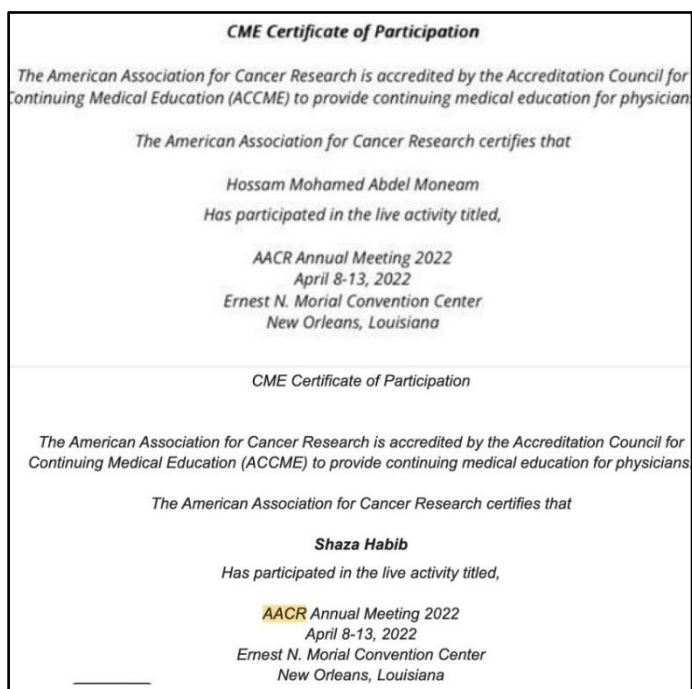 CME Certificate of Participation
The American Association for Cancer Research is accredited by the Accreditation Council for
Continuing Medical Education (ACCME) to provide continuing medical education for physicians
The American Association for Cancer Research certifies that
Hossam Mohamed Abdel Moneam
Has participated in the live activity titled,
AACR Annual Meeting 2022
April 8-13, 2022
Ernest N. Morial Convention Center
New Orleans, Louisiana
CME Certificate of Participation
The American Association for Cancer Research is accredited by the Accreditation Council for
Continuing Medical Education (ACCME) to provide continuing medical education for physicians.
The American Association for Cancer Research certifies that
Shaza Habib
Has participated in the live activity titled,
AACR Annual Meeting 2022
April 8-13, 2022
Ernest N. Morial Convention Center
New Orleans, Louisiana